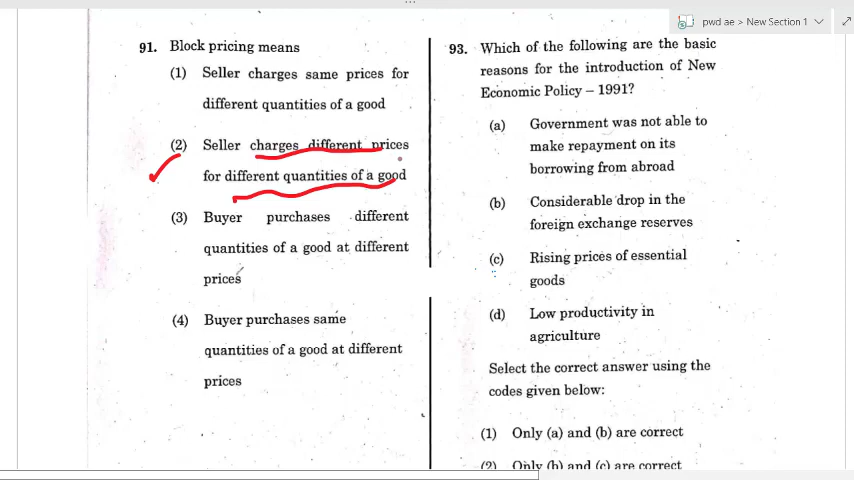 pwd ae > New Section 1
91. Block pricing means
(1) Seller charges same prices for
different quantities of a good
(2) Seller charges different prices
for different quantities of a good
(3) Buyer purchases different
quantities of a good at different
prices
(4) Buyer purchases same
quantities of a good at different
prices
93. Which of the following are the basic
reasons for the introduction of New
Economic Policy – 1991?
(a) Government was not able to
make repayment on its
borrowing from abroad
(b) Considerable drop in the
foreign exchange reserves
(c) Rising prices of essential
goods
(d) Low productivity in
agriculture
Select the correct answer using the
codes given below:
(1) Only (a) and (b) are correct
(2) Only (b) and (c) are correct